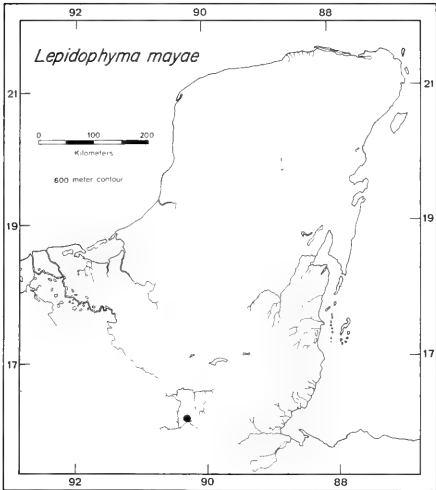 92 90 88
Lepidophyma mayae
21 21
0 100 200
Kilometers
600 meter contour
19 19
17 17
92 90 88